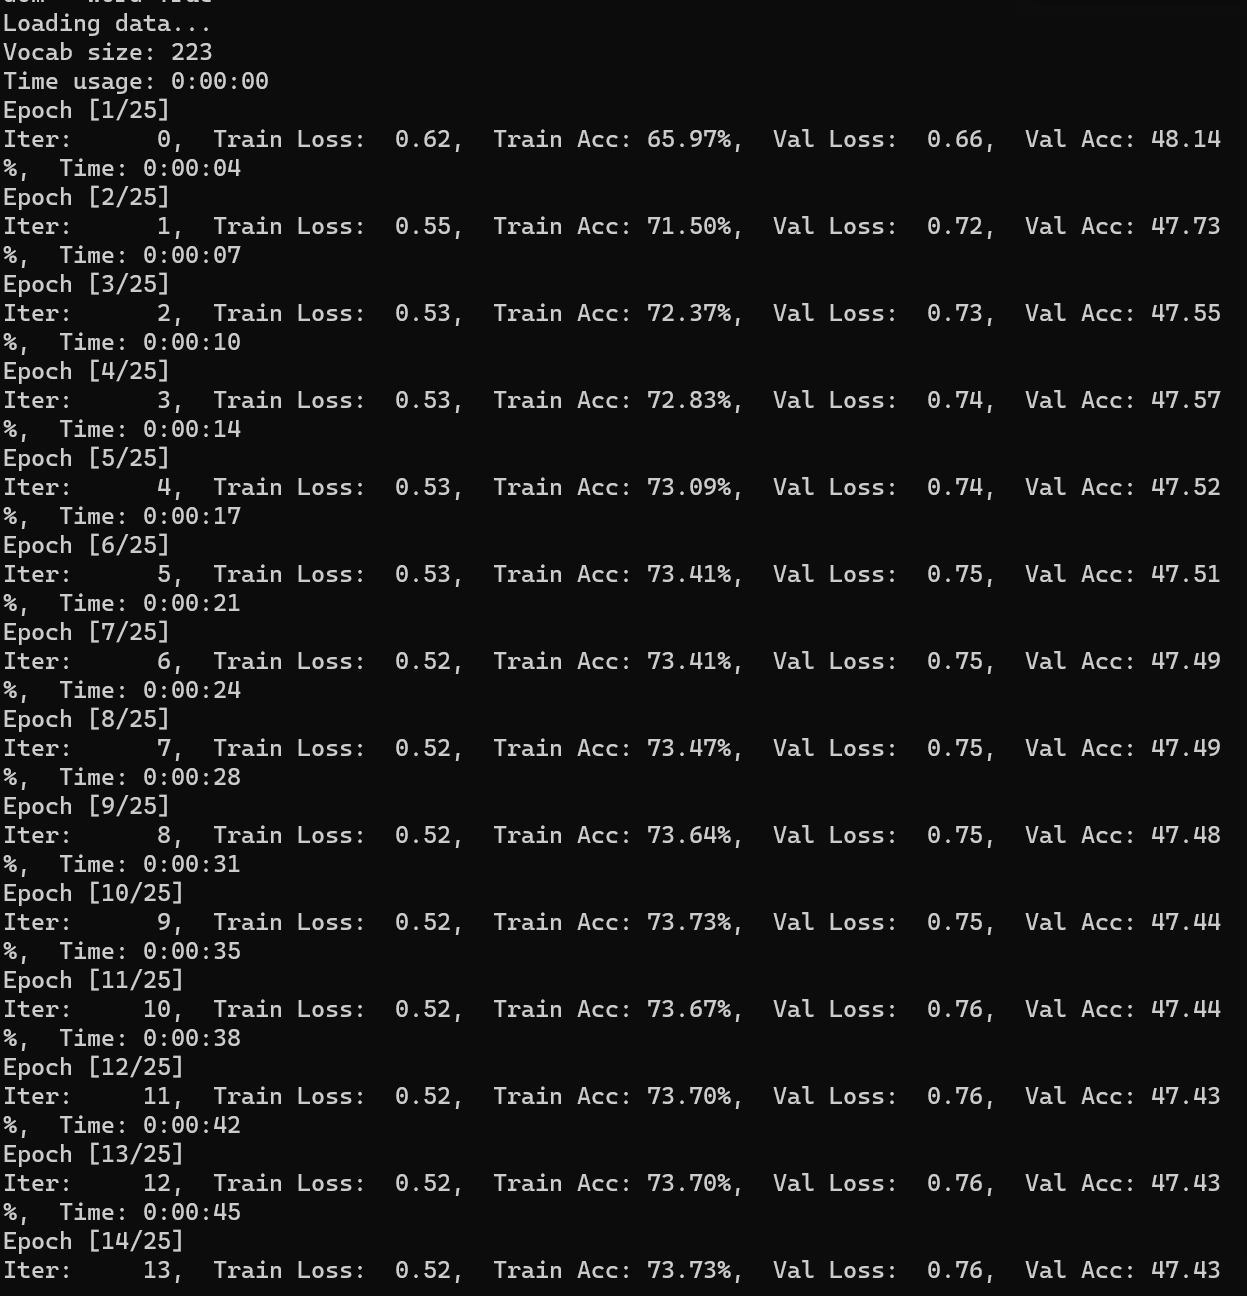 Loading data...
Vocab size: 223
Time usage: 0:00:00
Epoch [1/25]
Iter:      0,  Train Loss:  0.62,  Train Acc: 65.97%,  Val Loss:  0.66,  Val Acc: 48.14
%,  Time: 0:00:04
Epoch [2/25]
Iter:      1,  Train Loss:  0.55,  Train Acc: 71.50%,  Val Loss:  0.72,  Val Acc: 47.73
%,  Time: 0:00:07
Epoch [3/25]
Iter:      2,  Train Loss:  0.53,  Train Acc: 72.37%,  Val Loss:  0.73,  Val Acc: 47.55
%,  Time: 0:00:10
Epoch [4/25]
Iter:      3,  Train Loss:  0.53,  Train Acc: 72.83%,  Val Loss:  0.74,  Val Acc: 47.57
%,  Time: 0:00:14
Epoch [5/25]
Iter:      4,  Train Loss:  0.53,  Train Acc: 73.09%,  Val Loss:  0.74,  Val Acc: 47.52
%,  Time: 0:00:17
Epoch [6/25]
Iter:      5,  Train Loss:  0.53,  Train Acc: 73.41%,  Val Loss:  0.75,  Val Acc: 47.51
%,  Time: 0:00:21
Epoch [7/25]
Iter:      6,  Train Loss:  0.52,  Train Acc: 73.41%,  Val Loss:  0.75,  Val Acc: 47.49
%,  Time: 0:00:24
Epoch [8/25]
Iter:      7,  Train Loss:  0.52,  Train Acc: 73.47%,  Val Loss:  0.75,  Val Acc: 47.49
%,  Time: 0:00:28
Epoch [9/25]
Iter:      8,  Train Loss:  0.52,  Train Acc: 73.64%,  Val Loss:  0.75,  Val Acc: 47.48
%,  Time: 0:00:31
Epoch [10/25]
Iter:      9,  Train Loss:  0.52,  Train Acc: 73.73%,  Val Loss:  0.75,  Val Acc: 47.44
%,  Time: 0:00:35
Epoch [11/25]
Iter:     10,  Train Loss:  0.52,  Train Acc: 73.67%,  Val Loss:  0.76,  Val Acc: 47.44
%,  Time: 0:00:38
Epoch [12/25]
Iter:     11,  Train Loss:  0.52,  Train Acc: 73.70%,  Val Loss:  0.76,  Val Acc: 47.43
%,  Time: 0:00:42
Epoch [13/25]
Iter:     12,  Train Loss:  0.52,  Train Acc: 73.70%,  Val Loss:  0.76,  Val Acc: 47.43
%,  Time: 0:00:45
Epoch [14/25]
Iter:     13,  Train Loss:  0.52,  Train Acc: 73.73%,  Val Loss:  0.76,  Val Acc: 47.43